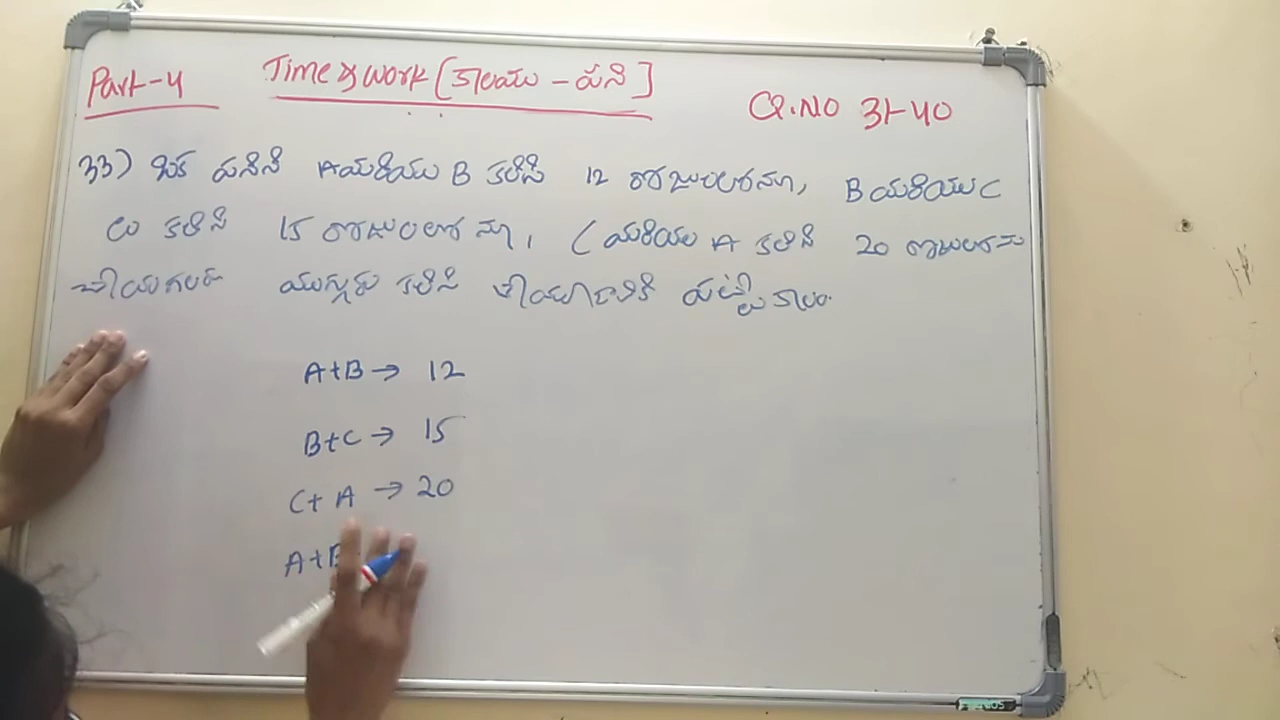 Part-4 Time & work [కాలము - పని] Q.NO 31-40
33) ఒక పనిని A మరియు B కలిసి 12 రోజులలోనూ, B మరియు C
లు కలిసి 15 రోజులలోనూ, C మరియు A కలిసి 20 రోజులలోను
చేయగలరు ముగ్గురు కలిసి చేయడానికి పట్టే కాలం.
A+B → 12
B+C → 15
C+A → 20
A+B